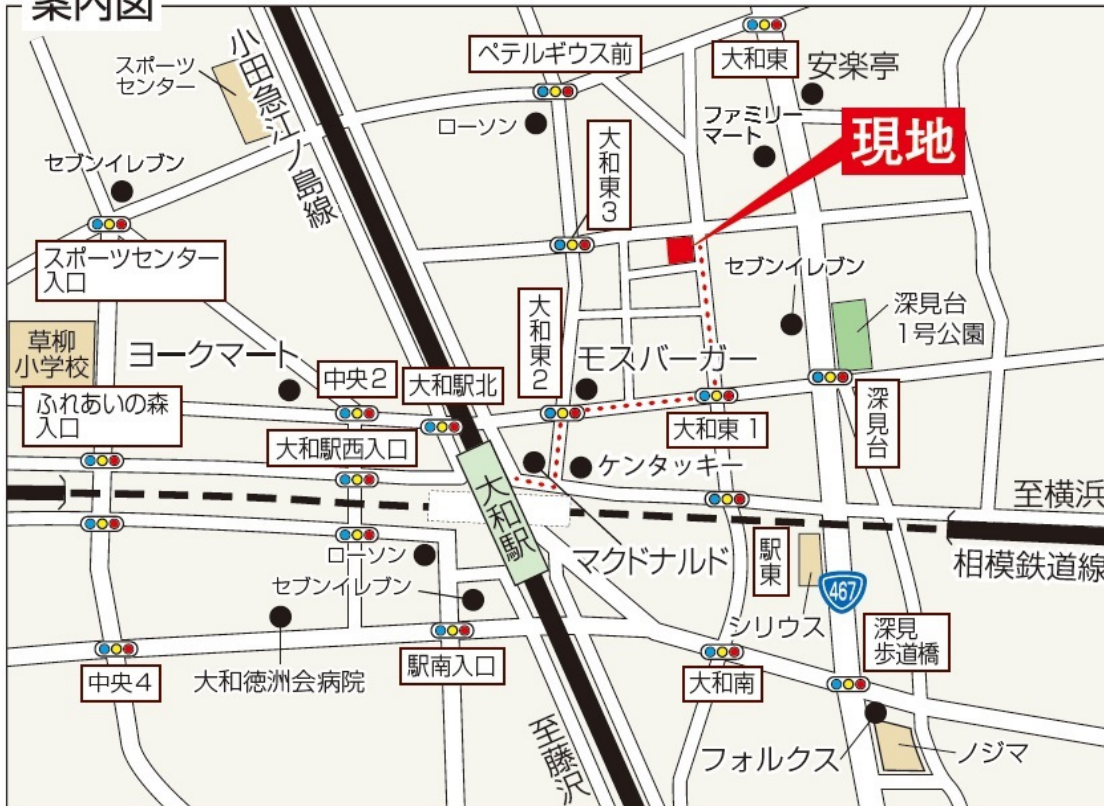 案内図
ペテルギウス前
大和東
安楽亭
スポーツ
センター
小田急江ノ島線
ローソン
ファミリー
マート
現地
大和東3
セブンイレブン
スポーツセンター
入口
セブンイレブン
深見台
1号公園
大和東2
草柳
小学校
ヨークマート
中央2
大和駅北
モスバーガー
ふれあいの森
入口
大和駅西入口
大和東1
深見台
ケンタッキー
大和駅
至横浜
相模鉄道線
マクドナルド
駅東
ローソン
セブンイレブン
467
シリウス
深見
歩道橋
中央4
大和徳洲会病院
駅南入口
大和南
至藤沢
フォルクス
ノジマ